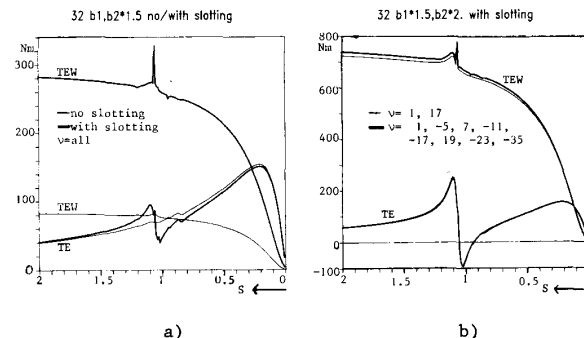 32 b1,b2*1.5 no/with slotting
Nm
300
200
100
0
TEW
no slotting
with slotting
ν=all
TEW
TE
2
1.5
1
0.5
0
S
a)
32 b1*1.5,b2*2. with slotting
Nm
800
600
400
200
0
-100
TEW
ν= 1, 17
ν= 1, -5, 7, -11,
-17, 19, -23, -35
TE
2
1.5
1
0.5
0
S
b)